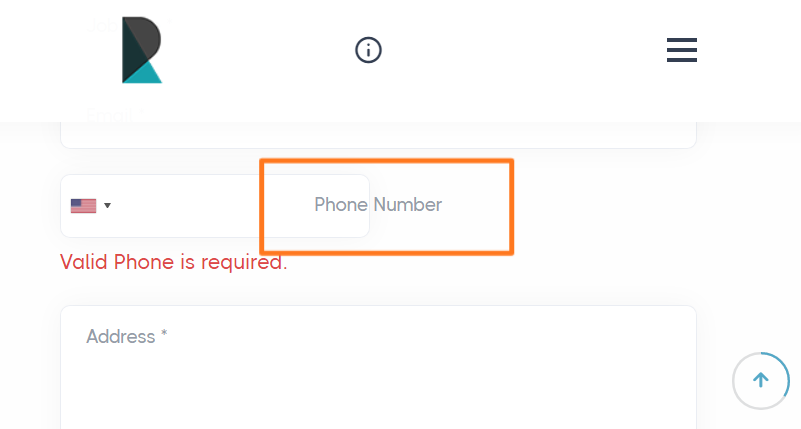 Phone Number
Valid Phone is required.
Address *